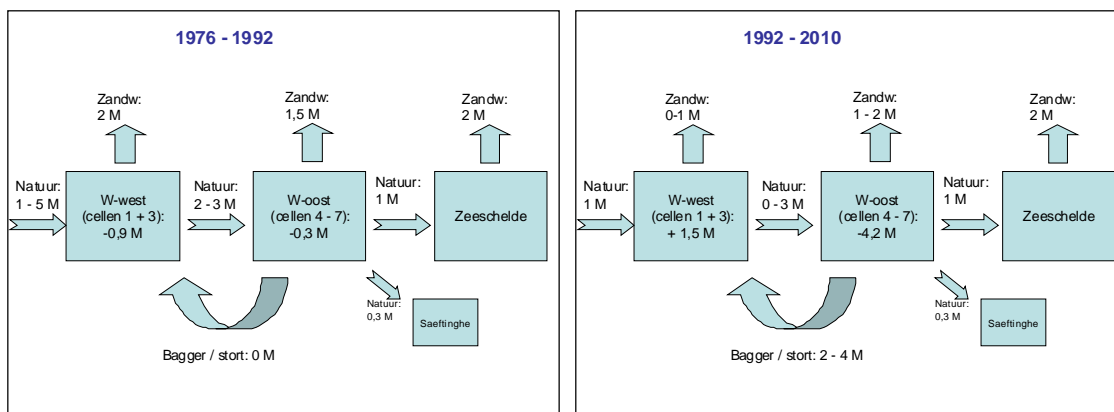 1976 - 1992
Zandw:
2 M
Zandw:
1,5 M
Zandw:
2 M
Natuur:
1 - 5 M
W-west
(cellen 1 + 3):
-0,9 M
Natuur:
2 - 3 M
W-oost
(cellen 4 - 7):
-0,3 M
Natuur:
1 M
Zeeschelde
Natuur:
0,3 M
Saeftinghe
Bagger / stort: 0 M
1992 - 2010
Zandw:
0-1 M
Zandw:
1 - 2 M
Zandw:
2 M
Natuur:
1 M
W-west
(cellen 1 + 3):
+ 1,5 M
Natuur:
0 - 3 M
W-oost
(cellen 4 - 7):
-4,2 M
Natuur:
1 M
Zeeschelde
Natuur:
0,3 M
Saeftinghe
Bagger / stort: 2 - 4 M